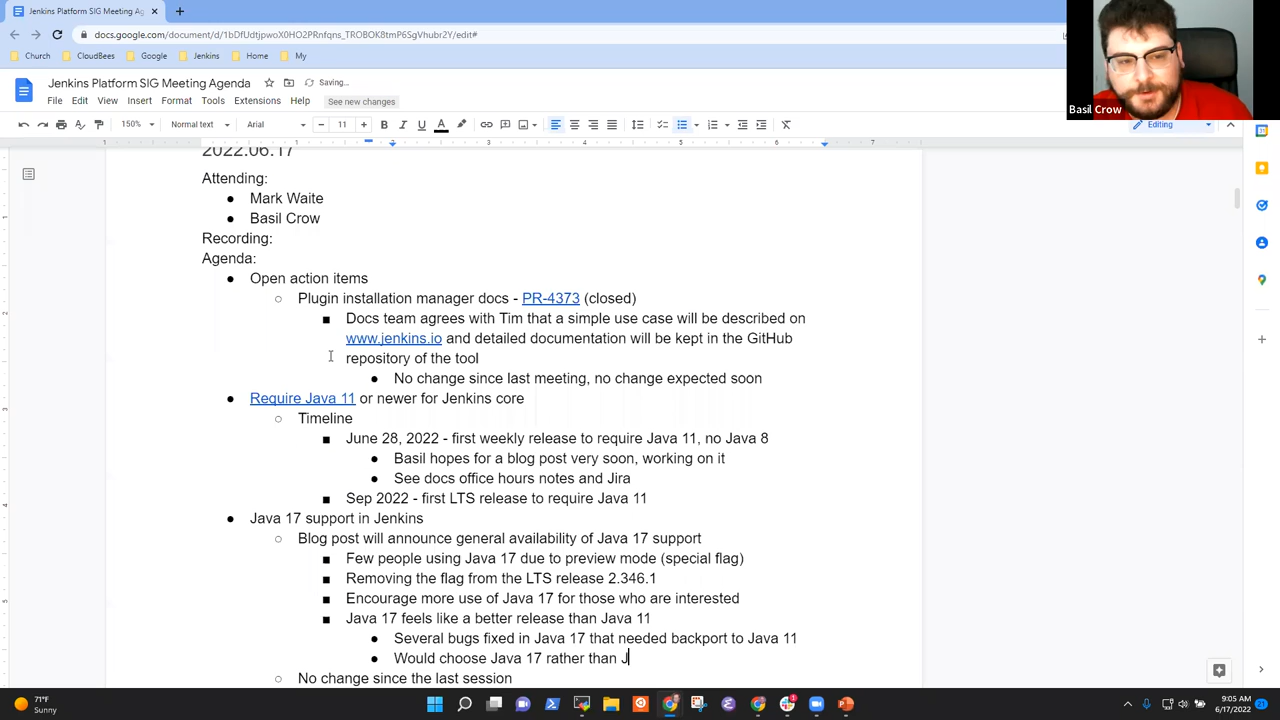 Jenkins Platform SIG Meeting Ag
docs.google.com/document/d/1bDfUdtjpwoX0HO2PRnfqns_TROBOK8tmP6SgVhubr2Y/edit#
Church CloudBees Google Jenkins Home My
Jenkins Platform SIG Meeting Agenda Saving...
File Edit View Insert Format Tools Extensions Help See new changes
150% Normal text Arial 11 Editing
Basil Crow
2022.06.17
Attending:
● Mark Waite
● Basil Crow
Recording:
Agenda:
● Open action items
○ Plugin installation manager docs - PR-4373 (closed)
■ Docs team agrees with Tim that a simple use case will be described on
www.jenkins.io and detailed documentation will be kept in the GitHub
repository of the tool
● No change since last meeting, no change expected soon
● Require Java 11 or newer for Jenkins core
○ Timeline
■ June 28, 2022 - first weekly release to require Java 11, no Java 8
● Basil hopes for a blog post very soon, working on it
● See docs office hours notes and Jira
■ Sep 2022 - first LTS release to require Java 11
● Java 17 support in Jenkins
○ Blog post will announce general availability of Java 17 support
■ Few people using Java 17 due to preview mode (special flag)
■ Removing the flag from the LTS release 2.346.1
■ Encourage more use of Java 17 for those who are interested
■ Java 17 feels like a better release than Java 11
● Several bugs fixed in Java 17 that needed backport to Java 11
● Would choose Java 17 rather than J
○ No change since the last session
71°F
Sunny
9:05 AM
6/17/2022